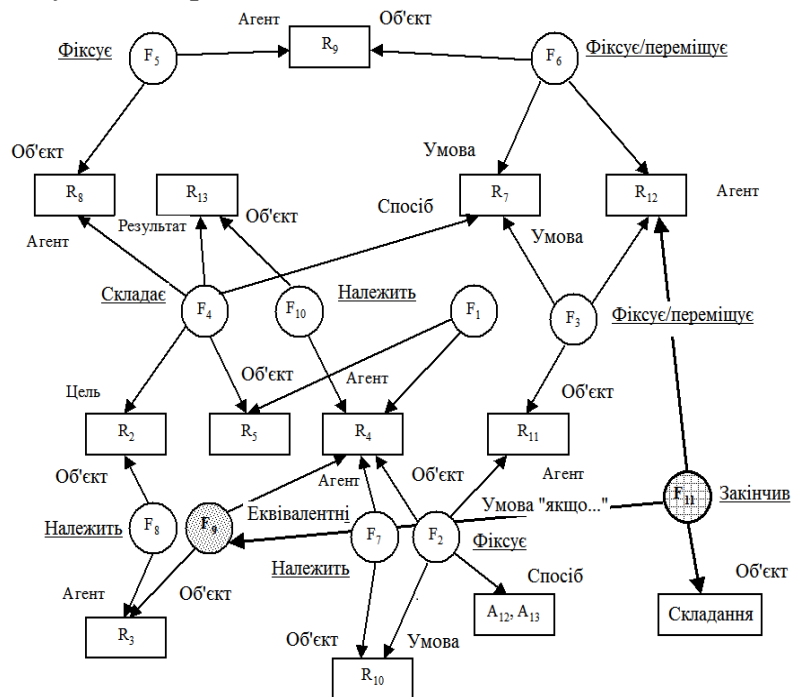 Агент
Об'єкт
Фіксує
F5
R9
F6
Фіксує/переміщує
Об'єкт
Умова
R8
R13
Об'єкт
Спосіб
R7
R12
Агент
Агент
Результат
Умова
Складає
F4
F10
Належить
F1
F3
Фіксує/переміщує
Цель
Об'єкт
Агент
Об'єкт
R2
R5
R4
R11
Об'єкт
Агент
Об'єкт
Агент
Належить
F8
F9
Еквівалентні
F7
F2
Умова "якщо..."
F11
Закінчив
Належить
Фіксує
Агент
Об'єкт
Спосіб
Об'єкт
R3
A12, A13
Складання
Об'єкт
Умова
R10